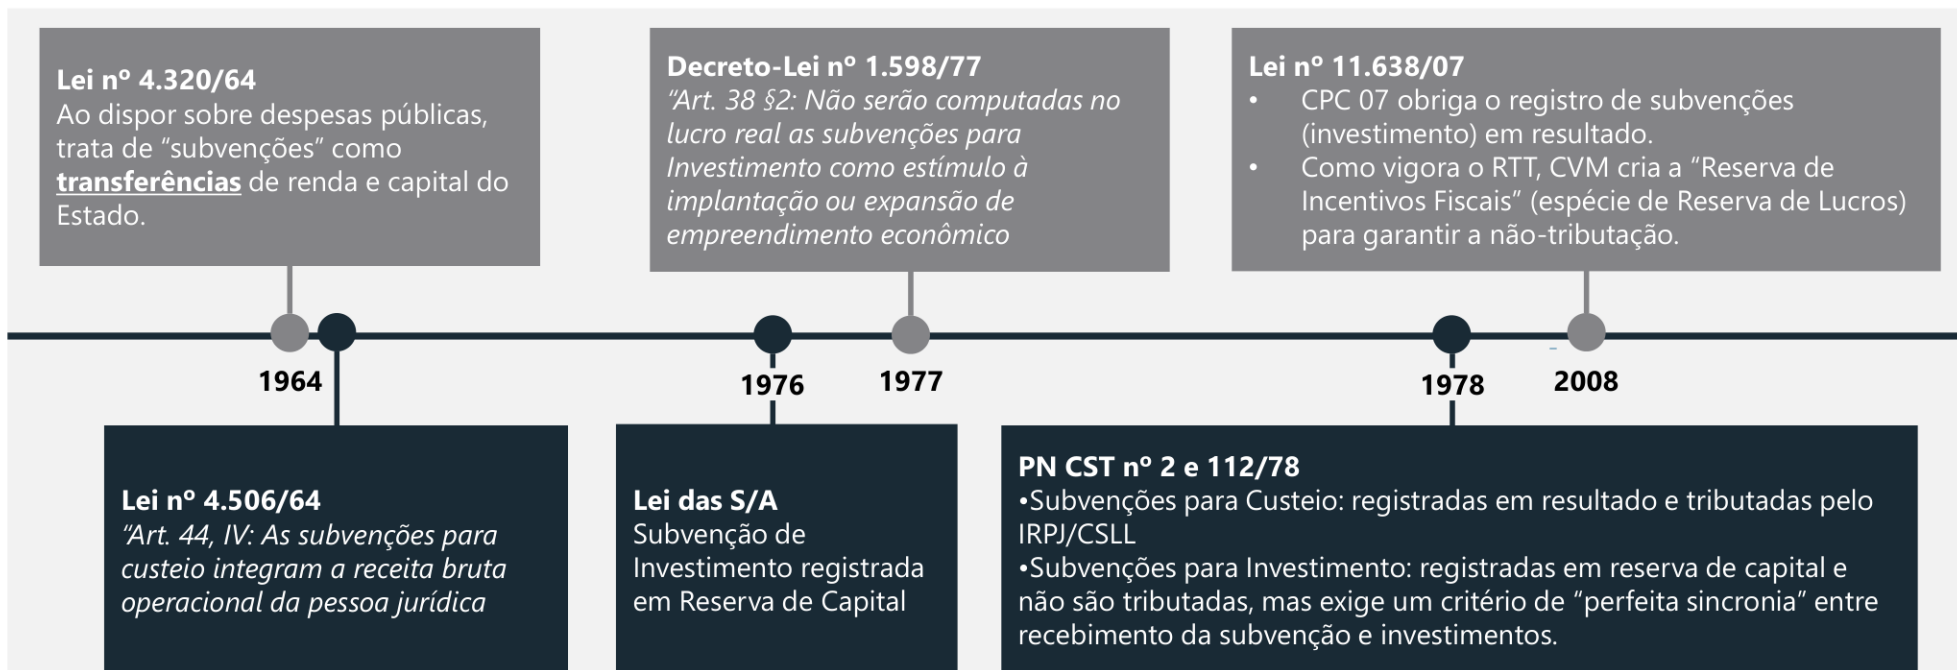 Lei nº 4.320/64
Ao dispor sobre despesas públicas,
trata de “subvenções” como
transferências de renda e capital do
Estado.
Decreto-Lei nº 1.598/77
“Art. 38 §2: Não serão computadas no
lucro real as subvenções para
Investimento como estímulo à
implantação ou expansão de
empreendimento econômico
Lei nº 11.638/07
• CPC 07 obriga o registro de subvenções
(investimento) em resultado.
• Como vigora o RTT, CVM cria a “Reserva de
Incentivos Fiscais” (espécie de Reserva de Lucros)
para garantir a não-tributação.
1964
1976
1977
1978
2008
Lei nº 4.506/64
“Art. 44, IV: As subvenções para
custeio integram a receita bruta
operacional da pessoa jurídica
Lei das S/A
Subvenção de
Investimento registrada
em Reserva de Capital
PN CST nº 2 e 112/78
•Subvenções para Custeio: registradas em resultado e tributadas pelo
IRPJ/CSLL
•Subvenções para Investimento: registradas em reserva de capital e
não são tributadas, mas exige um critério de “perfeita sincronia” entre
recebimento da subvenção e investimentos.